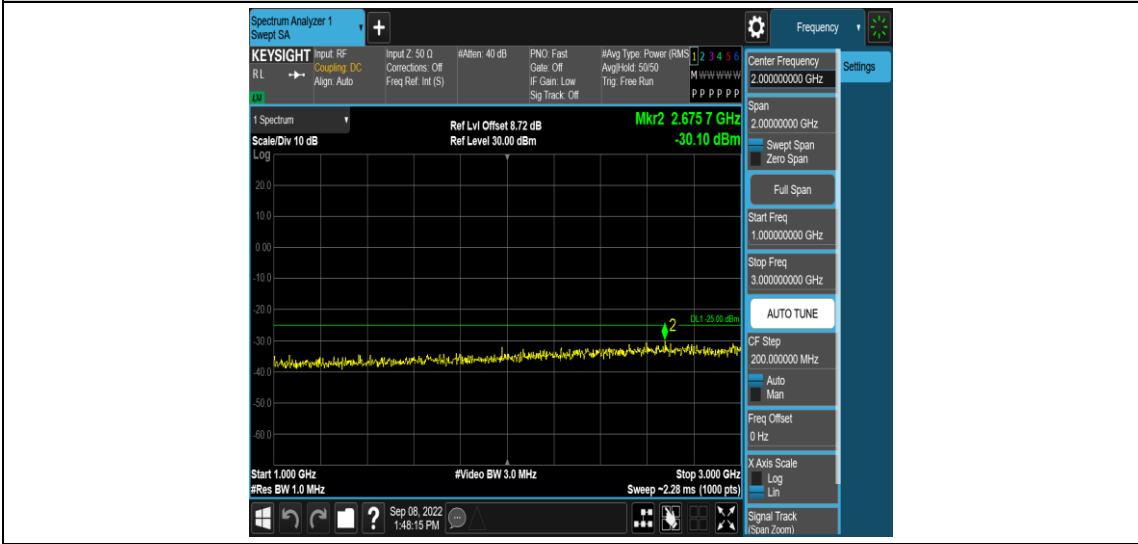 Spectrum Analyzer 1
Swept SA
+
Frequency
KEYSIGHT
RL
Input: RF
Coupling: DC
Align: Auto
Input Z: 50 Ω
Corrections: Off
Freq Ref: Int (S)
#Atten: 40 dB
PNO: Fast
Gate: Off
IF Gain: Low
Sig Track: Off
#Avg Type: Power (RMS
Avg|Hold: 50/50
Trig: Free Run
1 2 3 4 5 6
M W W W W W
P P P P P P
1 Spectrum
Scale/Div 10 dB
Log
Ref Lvl Offset 8.72 dB
Ref Level 30.00 dBm
Mkr2 2.675 7 GHz
-30.10 dBm
20.0
10.0
0.00
-10.0
-20.0
-30.0
-40.0
-50.0
-60.0
DL1 -25.00 dBm
2
Start 1.000 GHz
#Res BW 1.0 MHz
#Video BW 3.0 MHz
Stop 3.000 GHz
Sweep ~2.28 ms (1000 pts)
?
Sep 08, 2022
1:48:15 PM
Center Frequency
2.000000000 GHz
Settings
Span
2.00000000 GHz
Swept Span
Zero Span
Full Span
Start Freq
1.000000000 GHz
Stop Freq
3.000000000 GHz
AUTO TUNE
CF Step
200.000000 MHz
Auto
Man
Freq Offset
0 Hz
X Axis Scale
Log
Lin
Signal Track
(Span Zoom)